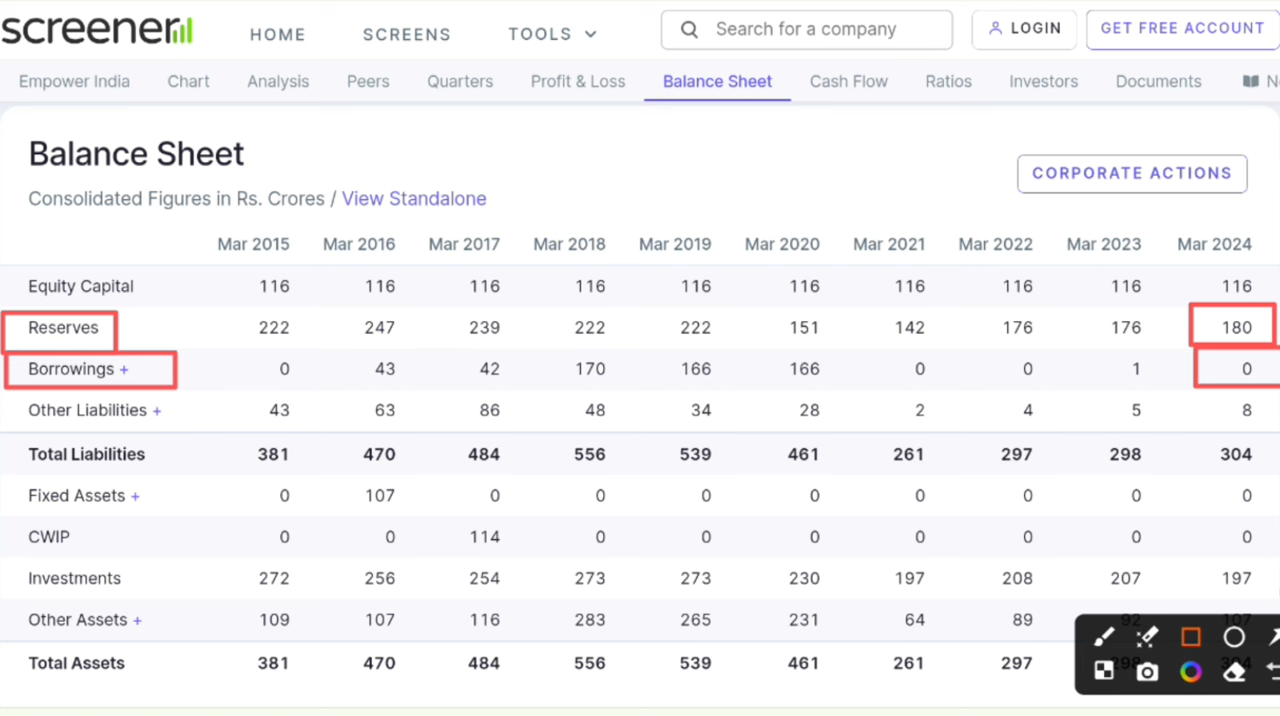 screener
HOME SCREENS TOOLS Search for a company LOGIN GET FREE ACCOUNT
Empower India Chart Analysis Peers Quarters Profit & Loss Balance Sheet Cash Flow Ratios Investors Documents
Balance Sheet
CORPORATE ACTIONS
Consolidated Figures in Rs. Crores / View Standalone
Mar 2015 Mar 2016 Mar 2017 Mar 2018 Mar 2019 Mar 2020 Mar 2021 Mar 2022 Mar 2023 Mar 2024
Equity Capital 116 116 116 116 116 116 116 116 116 116
Reserves 222 247 239 222 222 151 142 176 176 180
Borrowings + 0 43 42 170 166 166 0 0 1 0
Other Liabilities + 43 63 86 48 34 28 2 4 5 8
Total Liabilities 381 470 484 556 539 461 261 297 298 304
Fixed Assets + 0 107 0 0 0 0 0 0 0 0
CWIP 0 0 114 0 0 0 0 0 0 0
Investments 272 256 254 273 273 230 197 208 207 197
Other Assets + 109 107 116 283 265 231 64 89 92 107
Total Assets 381 470 484 556 539 461 261 297 298